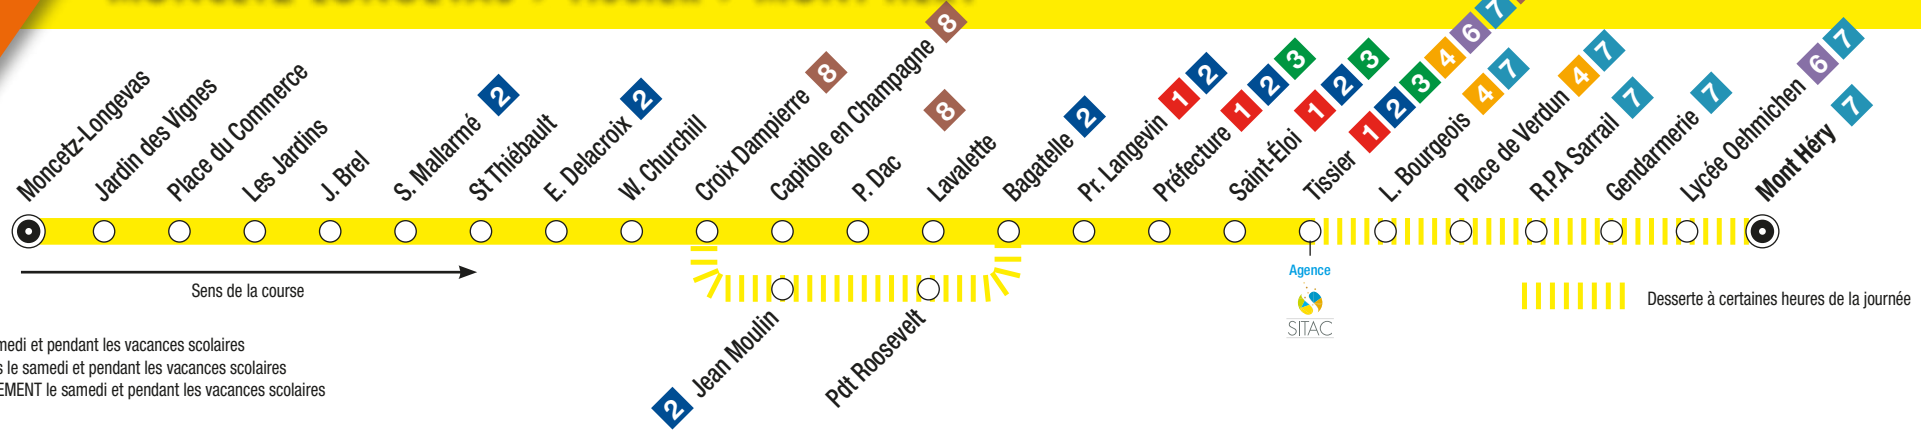 MONCETZ-LONGEVAS > TISSIER > MONT HÉRY
Moncetz-Longevas
Jardin des Vignes
Place du Commerce
Les Jardins
J. Brel
S. Mallarmé 2
St Thiébault
E. Delacroix 2
W. Churchill
Croix Dampierre 8
Capitole en Champagne 8
P. Dac
8
Lavalette
Bagatelle 2
Pr. Langevin 1 2
Préfecture 1 2 3
Saint-Éloi 1 2 3
Tissier 1 2 3 4 6 7
L. Bourgeois 4 7
Place de Verdun 4 7
R.P.A Sarrail 7
Gendarmerie 7
Lycée Oehmichen 6 7
Mont Héry 7
Sens de la course
2 Jean Moulin
Pdt Roosevelt
Agence
SITAC
Desserte à certaines heures de la journée
medi et pendant les vacances scolaires
s le samedi et pendant les vacances scolaires
EMENT le samedi et pendant les vacances scolaires